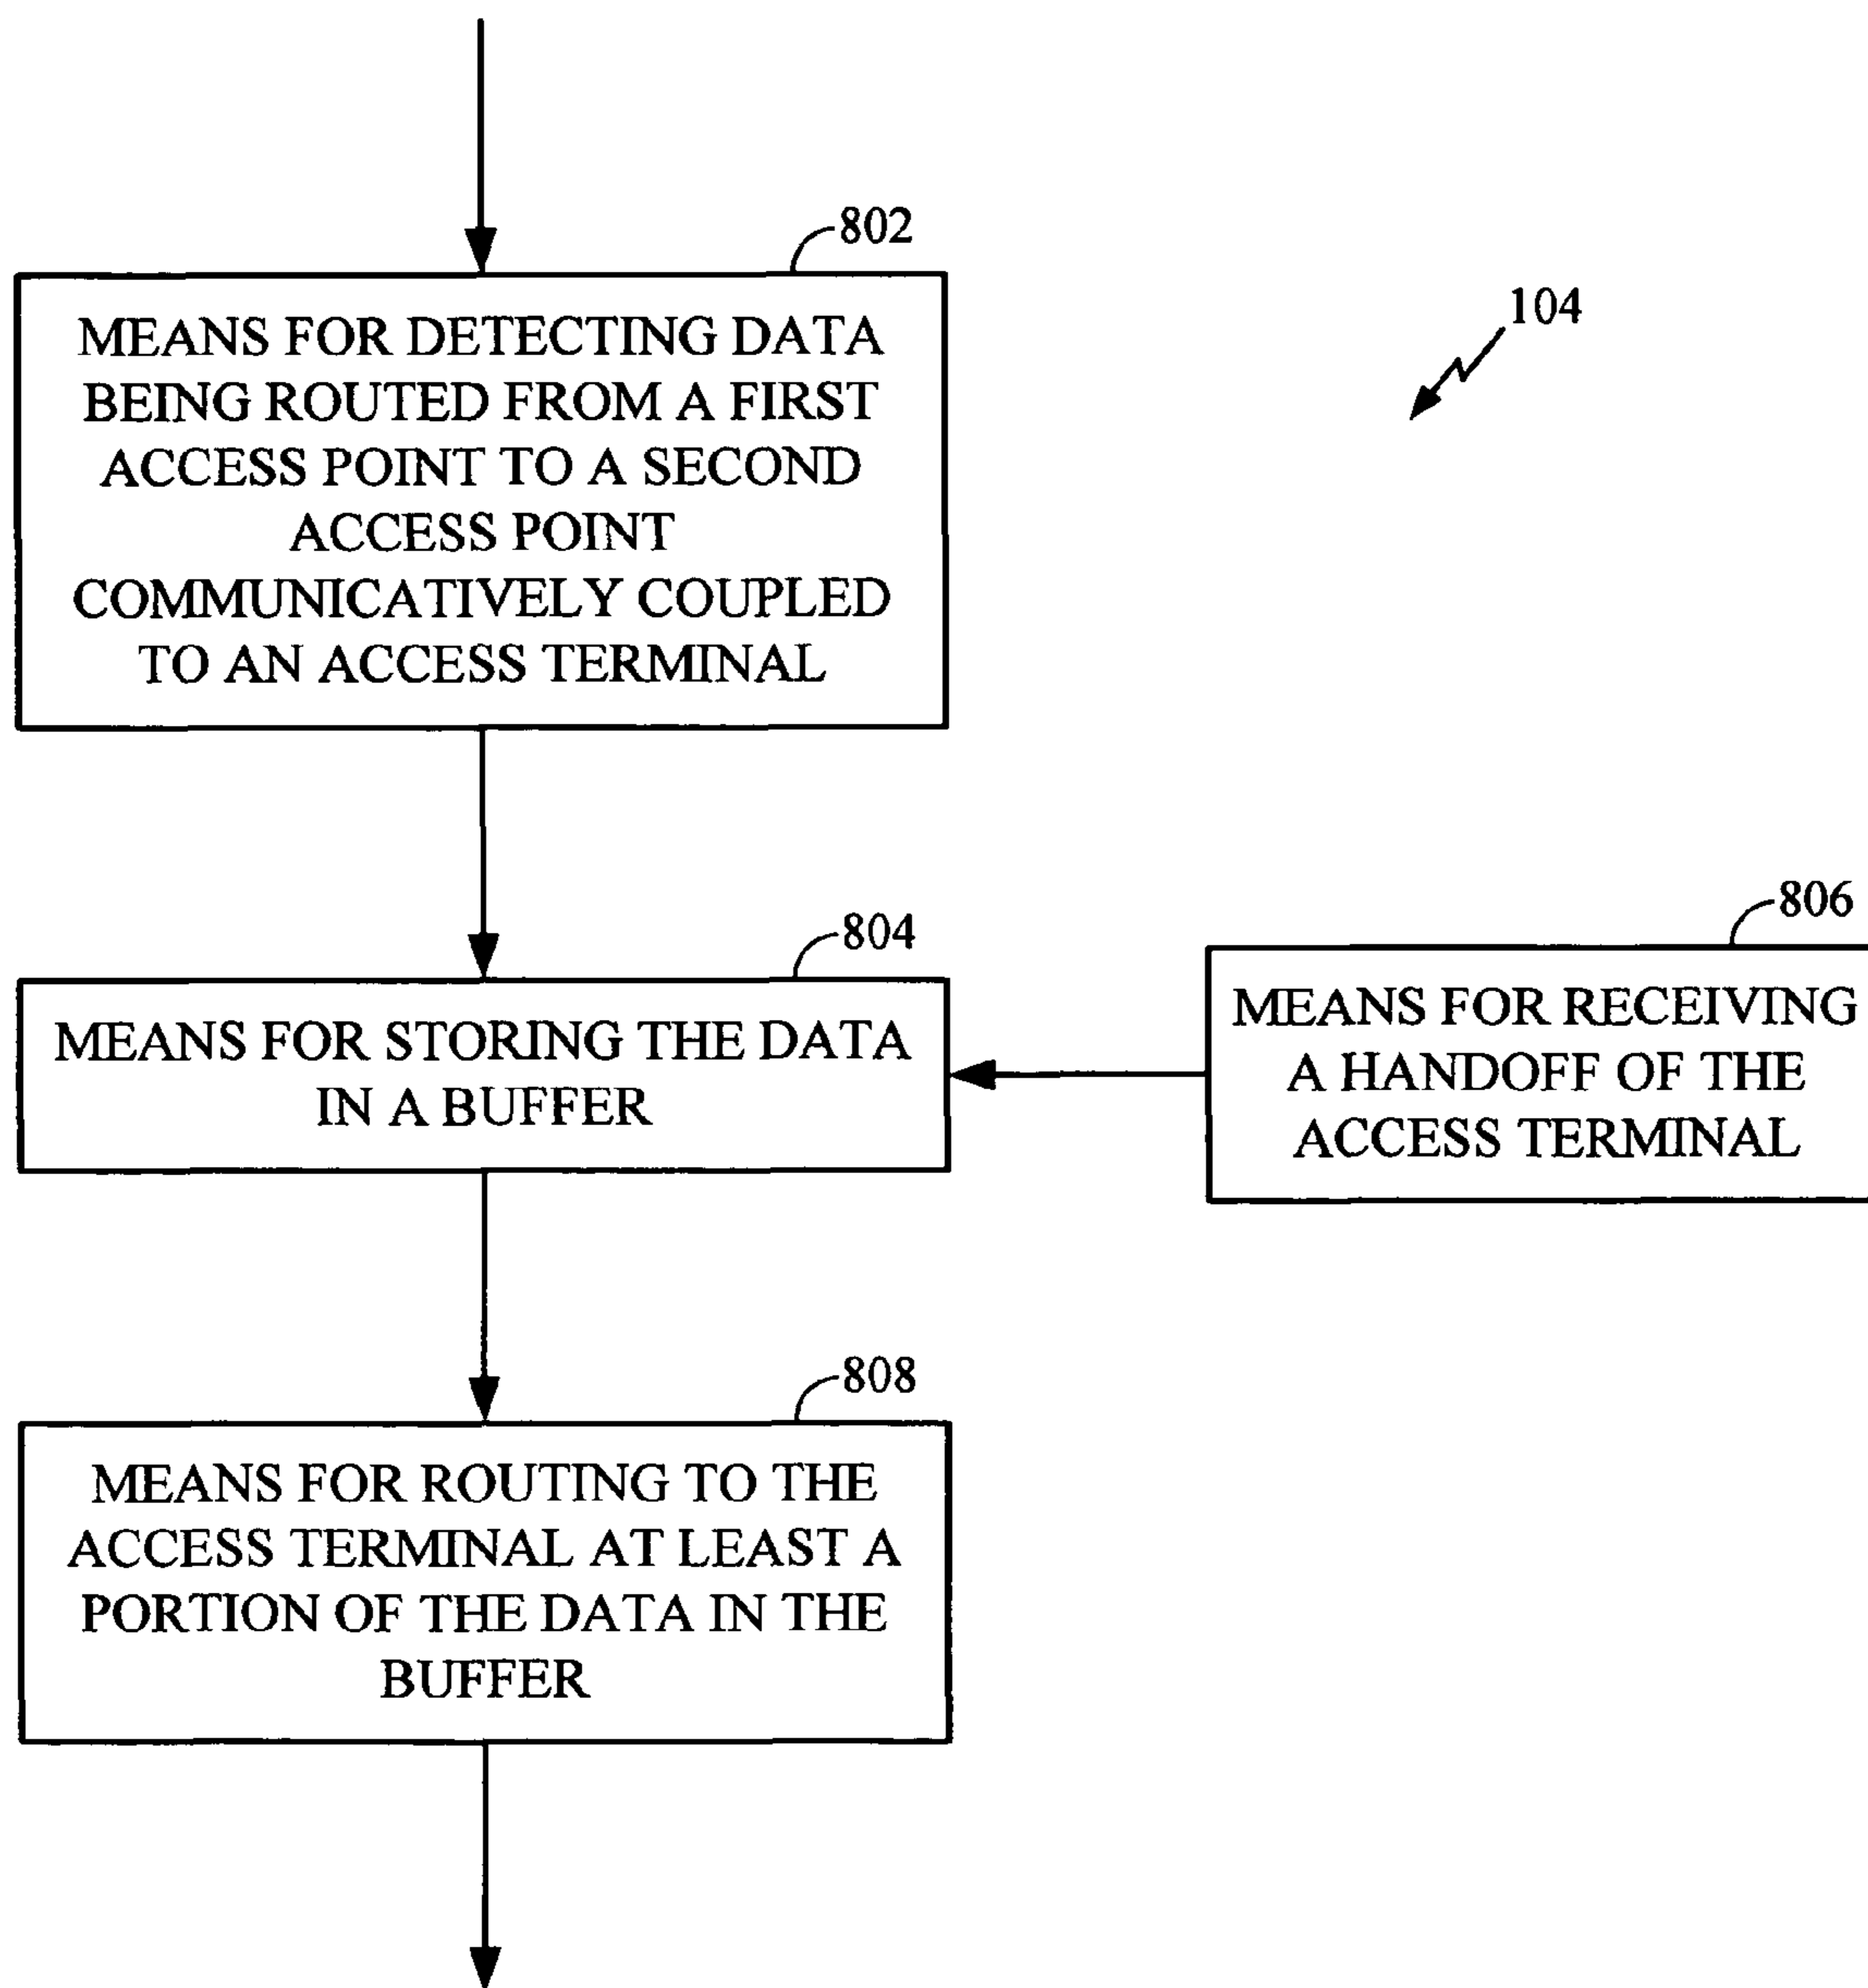 802
MEANS FOR DETECTING DATA
BEING ROUTED FROM A FIRST
ACCESS POINT TO A SECOND
ACCESS POINT
COMMUNICATIVELY COUPLED
TO AN ACCESS TERMINAL
104
804
MEANS FOR STORING THE DATA
IN A BUFFER
806
MEANS FOR RECEIVING
A HANDOFF OF THE
ACCESS TERMINAL
808
MEANS FOR ROUTING TO THE
ACCESS TERMINAL AT LEAST A
PORTION OF THE DATA IN THE
BUFFER